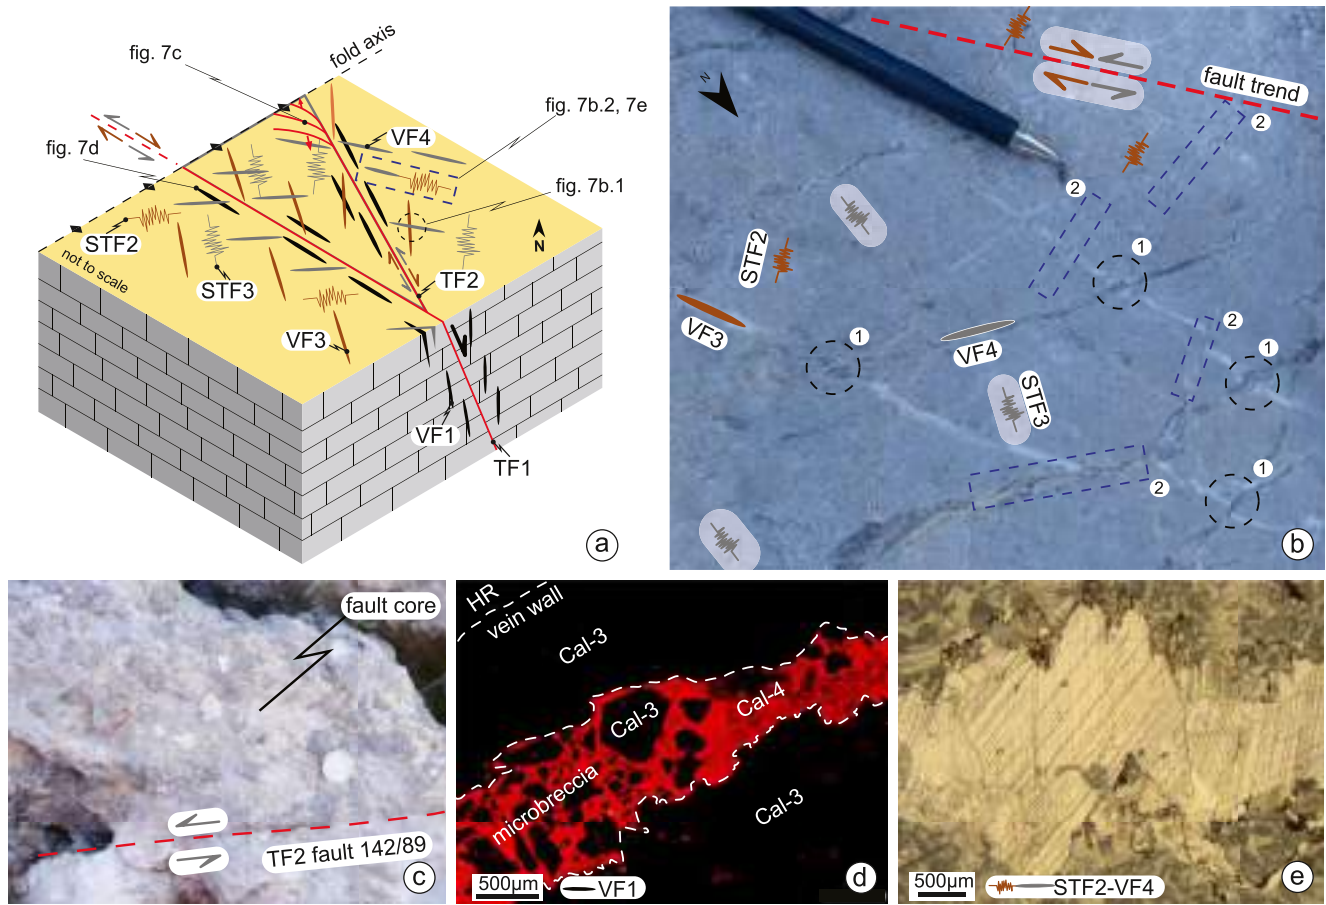 fig. 7c
fold axis
fig. 7b.2, 7e
VF4
fig. 7d
fig. 7b.1
N
STF2
STF3
not to scale
TF2
VF3
VF1
TF1
a
N
fault trend
2
2
STF2
1
VF3
VF4
1
2
1
STF3
1
2
b
fault core
TF2 fault 142/89
c
HR
vein wall
Cal-3
Cal-4
Cal-3
microbreccia
Cal-3
500µm
VF1
d
500µm
STF2-VF4
e